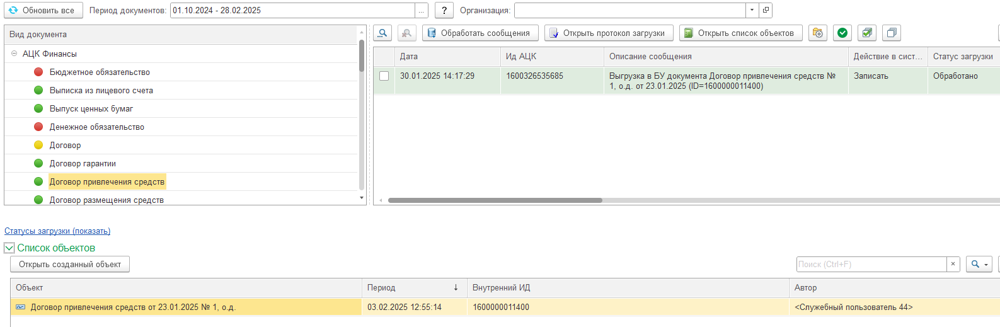 Обновить все
Период документов:
01.10.2024 - 28.02.2025
...
?
Организация:
Вид документа
АЦК Финансы
Бюджетное обязательство
Выписка из лицевого счета
Выпуск ценных бумаг
Денежное обязательство
Договор
Договор гарантии
Договор привлечения средств
Договор размещения средств
Обработать сообщения
Открыть протокол загрузки
Открыть список объектов
Дата
Ид АЦК
Описание сообщения
Действие в сист...
Статус загрузки
30.01.2025 14:17:29
1600326535685
Выгрузка в БУ документа Договор привлечения средств №
1, о.д. от 23.01.2025 (ID=1600000011400)
Записать
Обработано
Статусы загрузки (показать)
Список объектов
Открыть созданный объект
Поиск (Ctrl+F)
×
Объект
Период
↓
Внутренний ИД
Автор
Договор привлечения средств от 23.01.2025 № 1, о.д.
03.02.2025 12:55:14
1600000011400
<Служебный пользователь 44>